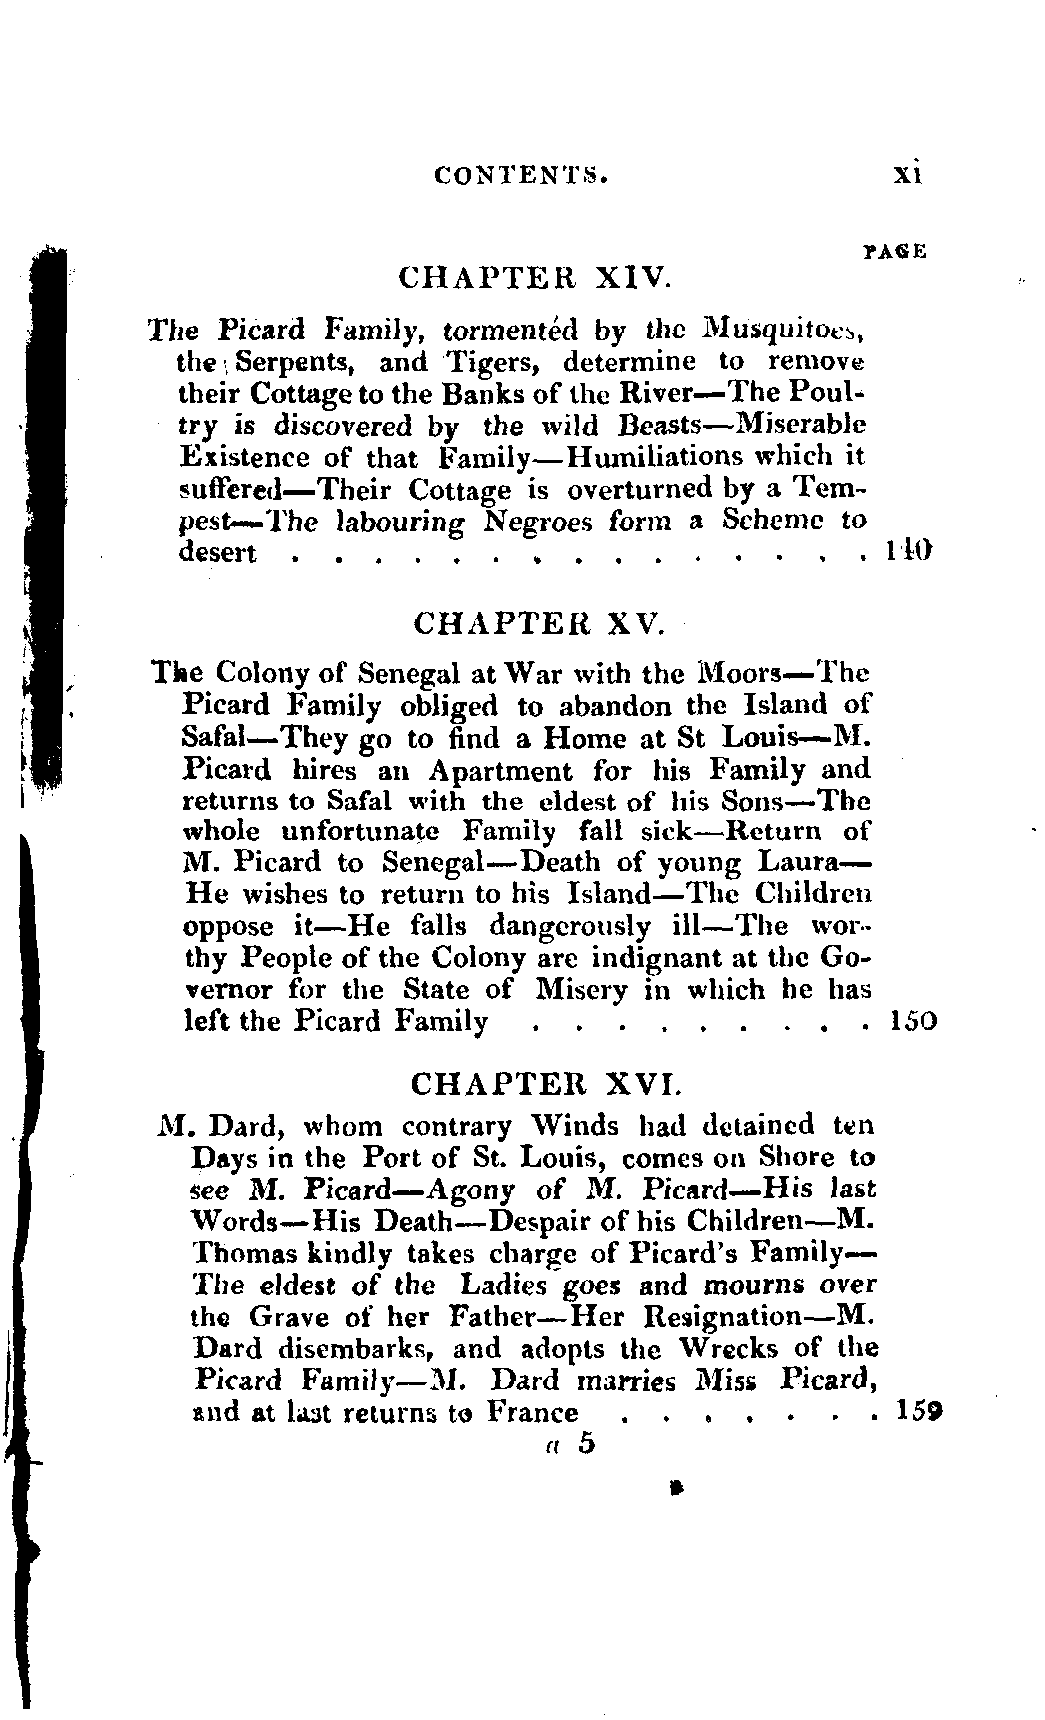 CONTENTS. xi
PAGE
CHAPTER XIV.
The Picard Family, tormented by the Musquitoes,
the Serpents, and Tigers, determine to remove
their Cottage to the Banks of the River—The Poul-
try is discovered by the wild Beasts—Miserable
Existence of that Family—Humiliations which it
suffered—Their Cottage is overturned by a Tem-
pest—The labouring Negroes form a Scheme to
desert . . . . . . . . . . . . . . . 140
CHAPTER XV.
The Colony of Senegal at War with the Moors—The
Picard Family obliged to abandon the Island of
Safal—They go to find a Home at St Louis—M.
Picard hires an Apartment for his Family and
returns to Safal with the eldest of his Sons—The
whole unfortunate Family fall sick—Return of
M. Picard to Senegal—Death of young Laura—
He wishes to return to his Island—The Children
oppose it—He falls dangerously ill—The wor-
thy People of the Colony are indignant at the Go-
vernor for the State of Misery in which he has
left the Picard Family . . . . . . . . . 150
CHAPTER XVI.
M. Dard, whom contrary Winds had detained ten
Days in the Port of St. Louis, comes on Shore to
see M. Picard—Agony of M. Picard—His last
Words—His Death—Despair of his Children—M.
Thomas kindly takes charge of Picard's Family—
The eldest of the Ladies goes and mourns over
the Grave of her Father—Her Resignation—M.
Dard disembarks, and adopts the Wrecks of the
Picard Family—M. Dard marries Miss Picard,
and at last returns to France . . . . . . . 159
a 5